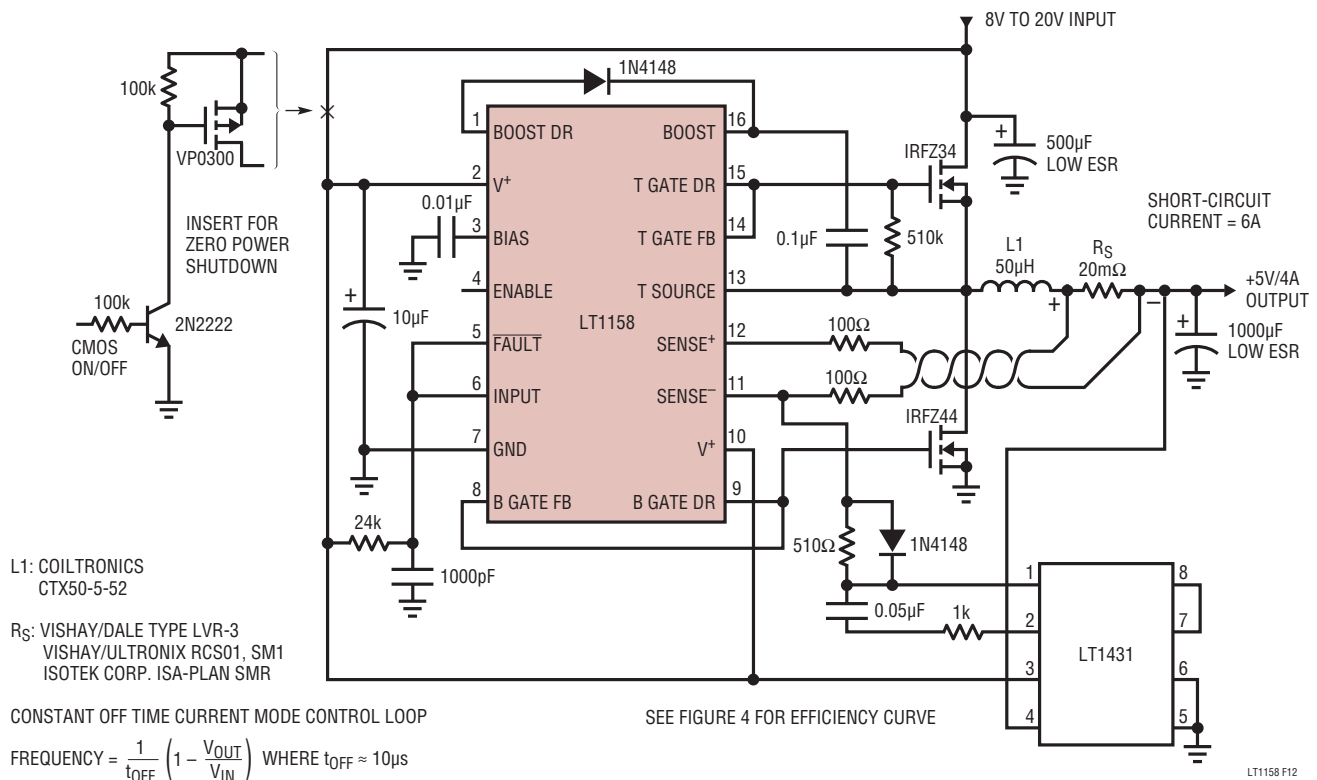 8V TO 20V INPUT
100k
VP0300
INSERT FOR
ZERO POWER
SHUTDOWN
100k
2N2222
CMOS
ON/OFF
1N4148
1
BOOST DR
BOOST
16
2
V+
T GATE DR
15
0.01µF
3
BIAS
T GATE FB
14
4
ENABLE
T SOURCE
13
LT1158
5
FAULT
SENSE+
12
6
INPUT
SENSE–
11
7
GND
V+
10
8
B GATE FB
B GATE DR
9
+
10µF
24k
1000pF
IRFZ34
+
500µF
LOW ESR
0.1µF
510k
SHORT-CIRCUIT
CURRENT = 6A
L1
50µH
RS
20mΩ
+
–
+5V/4A
OUTPUT
+
1000µF
LOW ESR
100Ω
100Ω
IRFZ44
510Ω
1N4148
0.05µF
1k
1
2
3
4
LT1431
8
7
6
5
L1: COILTRONICS
CTX50-5-52
RS: VISHAY/DALE TYPE LVR-3
VISHAY/ULTRONIX RCS01, SM1
ISOTEK CORP. ISA-PLAN SMR
CONSTANT OFF TIME CURRENT MODE CONTROL LOOP
FREQUENCY = 1/tOFF (1 – VOUT/VIN) WHERE tOFF ≈ 10µs
SEE FIGURE 4 FOR EFFICIENCY CURVE
LT1158 F12